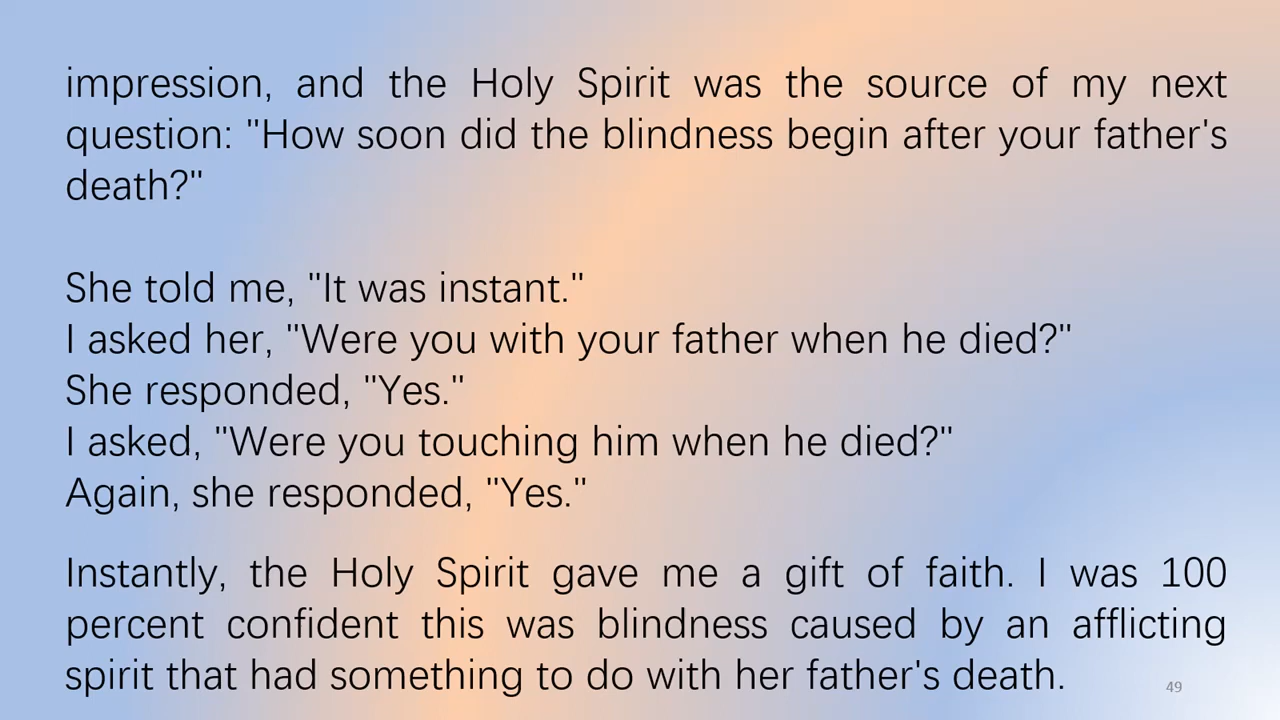 impression, and the Holy Spirit was the source of my next
question: "How soon did the blindness begin after your father's
death?"
She told me, "It was instant."
I asked her, "Were you with your father when he died?"
She responded, "Yes."
I asked, "Were you touching him when he died?"
Again, she responded, "Yes."
Instantly, the Holy Spirit gave me a gift of faith. I was 100
percent confident this was blindness caused by an afflicting
spirit that had something to do with her father's death.
49